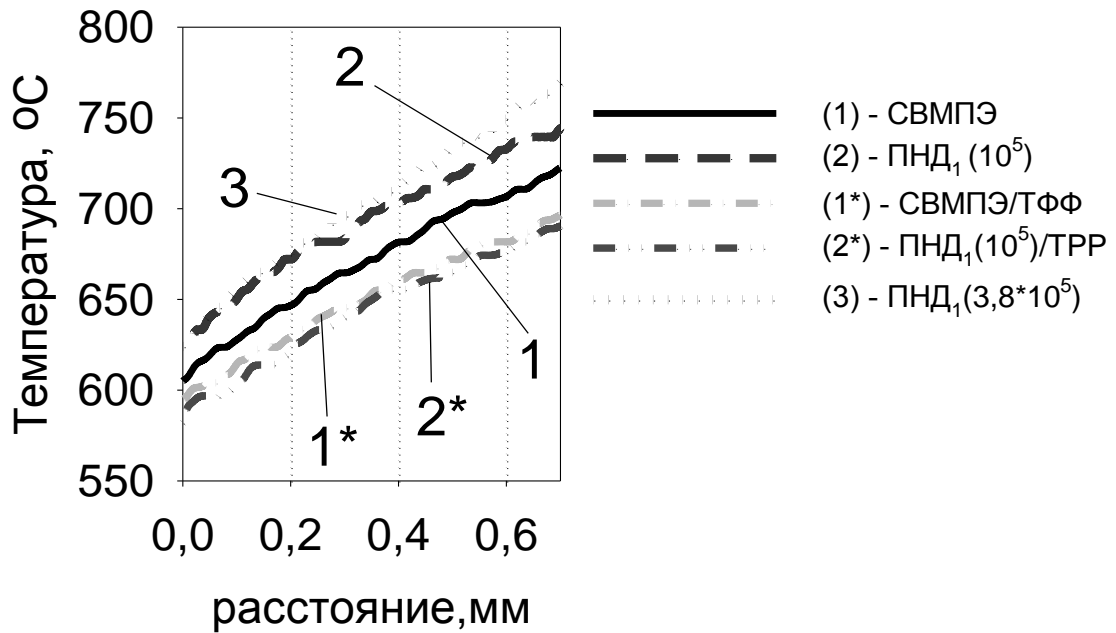 Температура, ºС
800
750
700
650
600
550
0,0 0,2 0,4 0,6
расстояние,мм
2
3
1
1*
2*
(1) - СВМПЭ
(2) - ПНД₁ (10⁵)
(1*) - СВМПЭ/ТФФ
(2*) - ПНД₁(10⁵)/ТРР
(3) - ПНД₁(3,8*10⁵)